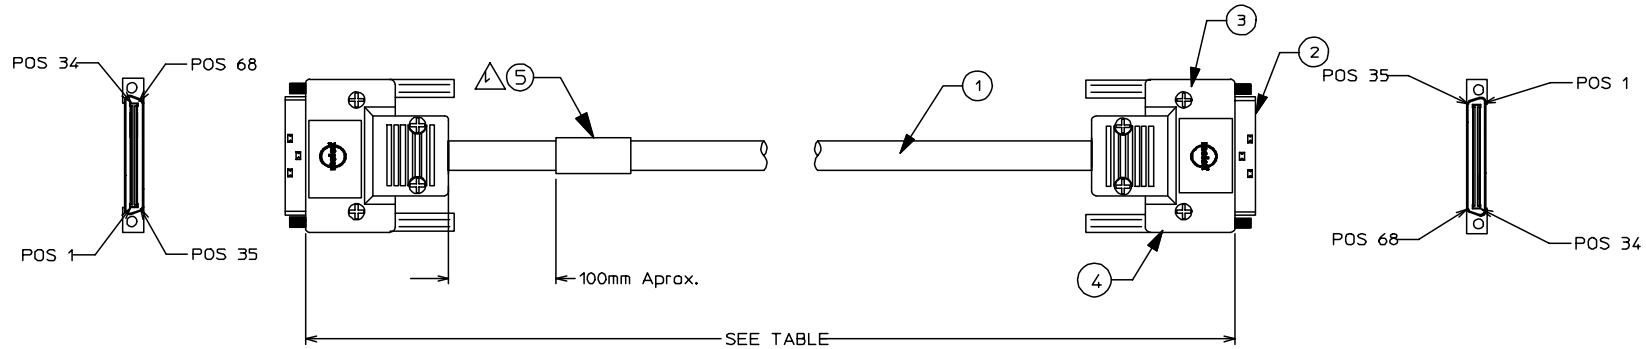 3
2
POS 34
POS 68
5
1
POS 35
POS 1
POS 1
POS 35
POS 68
POS 34
4
100mm Aprox.
SEE TABLE